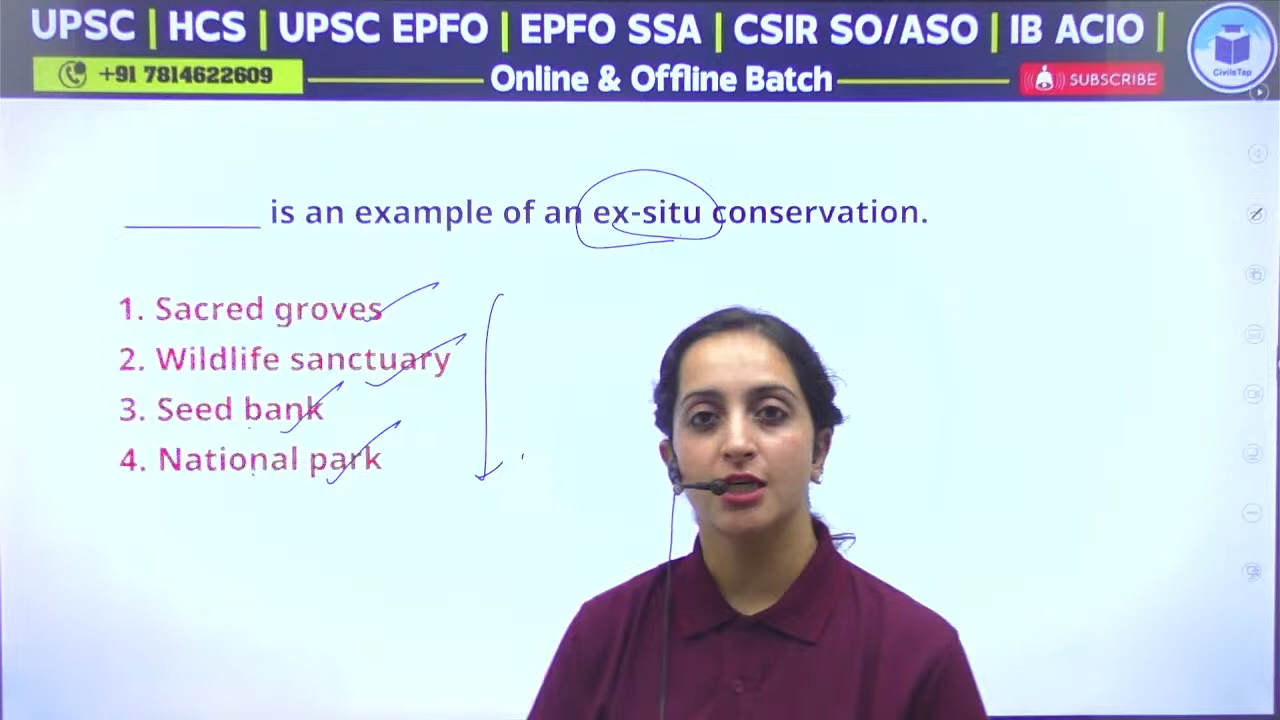 UPSC | HCS | UPSC EPFO | EPFO SSA | CSIR SO/ASO | IB ACIO |
+91 7814622609 Online & Offline Batch SUBSCRIBE
CivilsTap
________ is an example of an ex-situ conservation.
1. Sacred groves
2. Wildlife sanctuary
3. Seed bank
4. National park